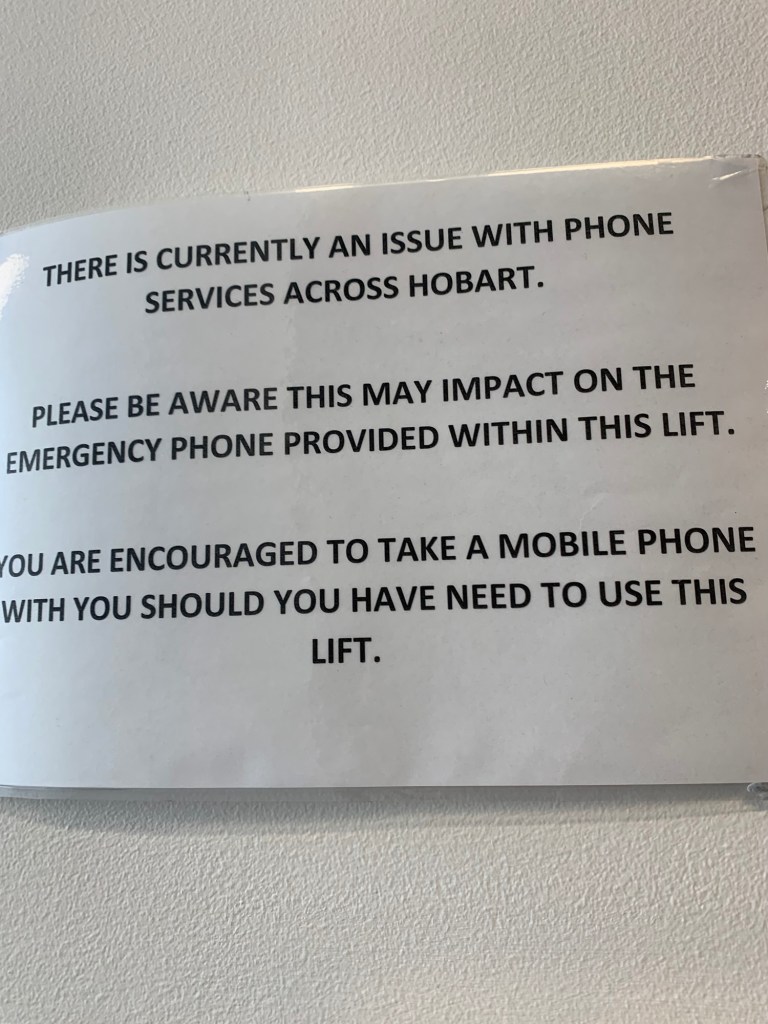 THERE IS CURRENTLY AN ISSUE WITH PHONE
SERVICES ACROSS HOBART.
PLEASE BE AWARE THIS MAY IMPACT ON THE
EMERGENCY PHONE PROVIDED WITHIN THIS LIFT.
YOU ARE ENCOURAGED TO TAKE A MOBILE PHONE
WITH YOU SHOULD YOU HAVE NEED TO USE THIS
LIFT.